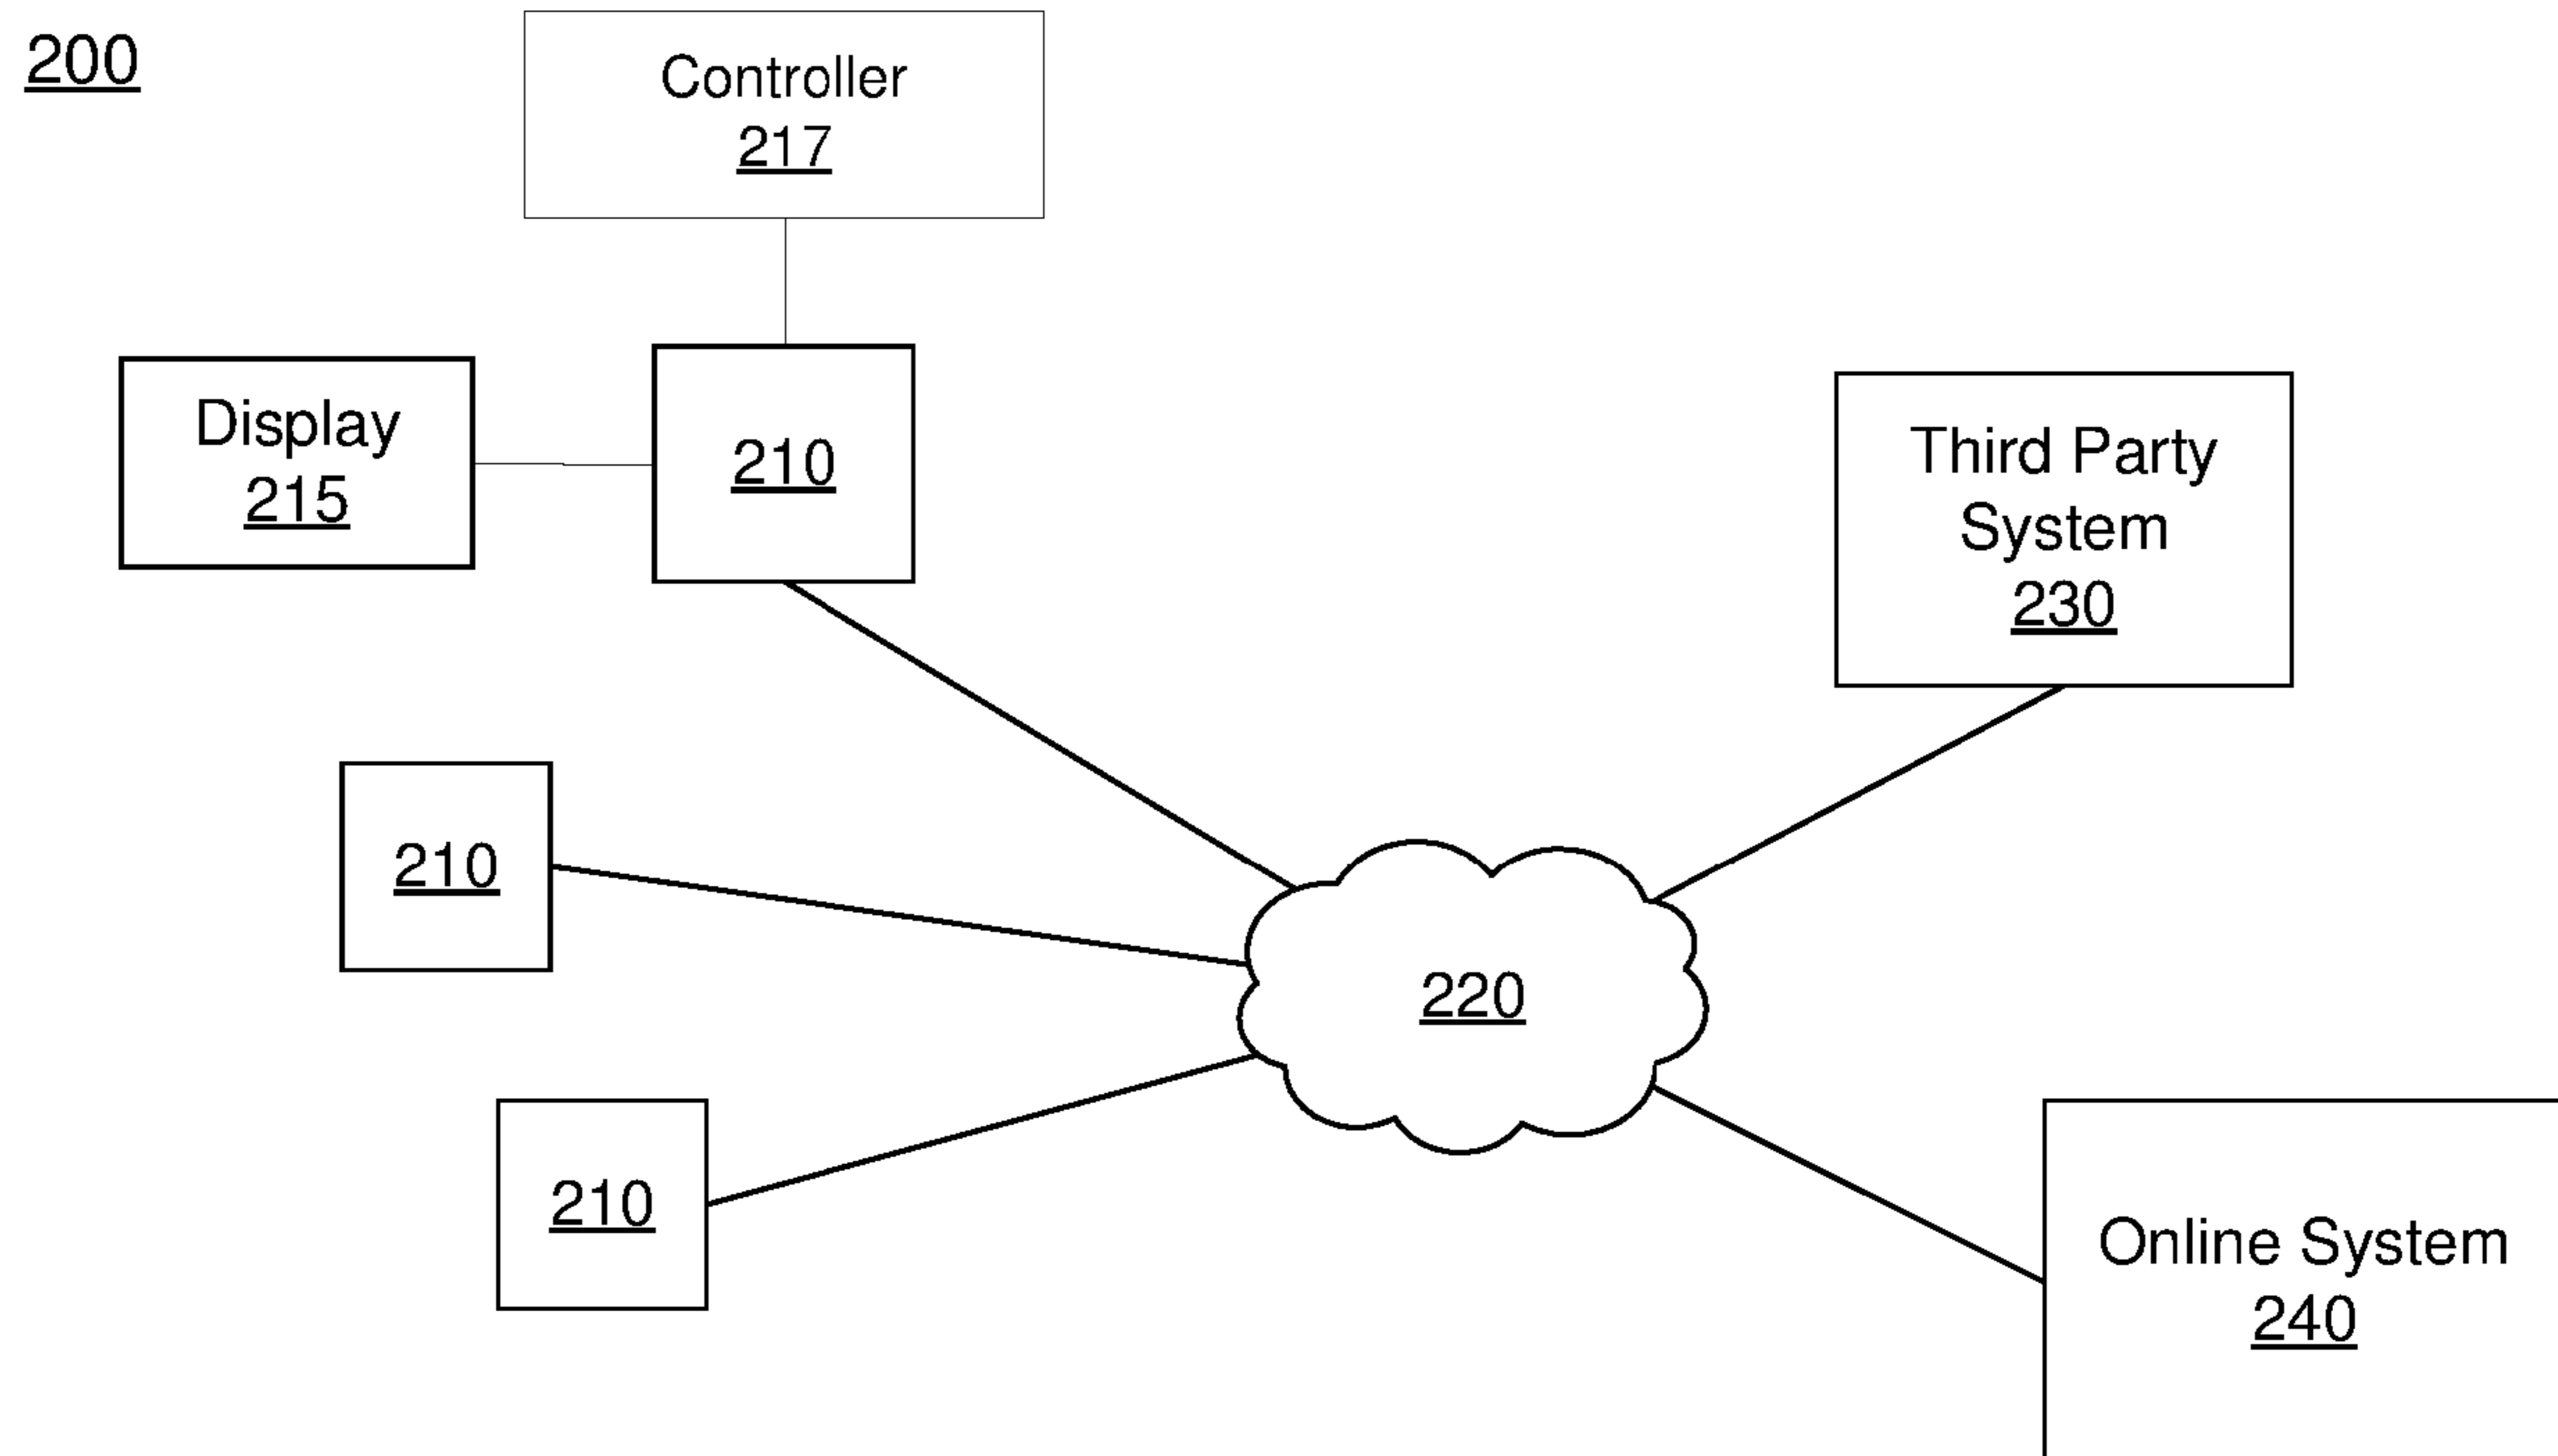 200
Controller
217
Display
215
210
Third Party
System
230
210
220
210
Online System
240